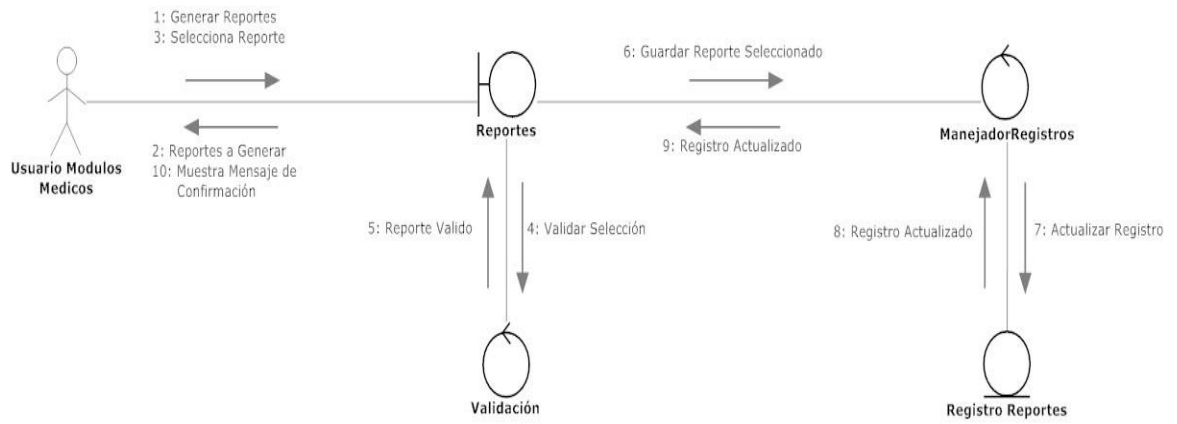 1: Generar Reportes
3: Selecciona Reporte
6: Guardar Reporte Seleccionado
Reportes
ManejadorRegistros
2: Reportes a Generar
10: Muestra Mensaje de
Confirmación
9: Registro Actualizado
Usuario Modulos
Medicos
5: Reporte Valido
4: Validar Selección
8: Registro Actualizado
7: Actualizar Registro
Validación
Registro Reportes